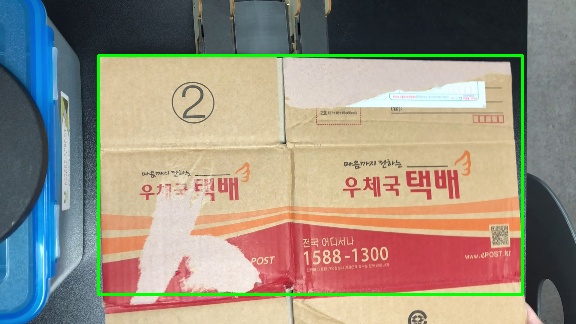 ②
마음까지 전하는
우체국 택배
마음까지 전하는
우체국 택배
전국 어디서나
1588-1300
POST
www.ePOST.kr